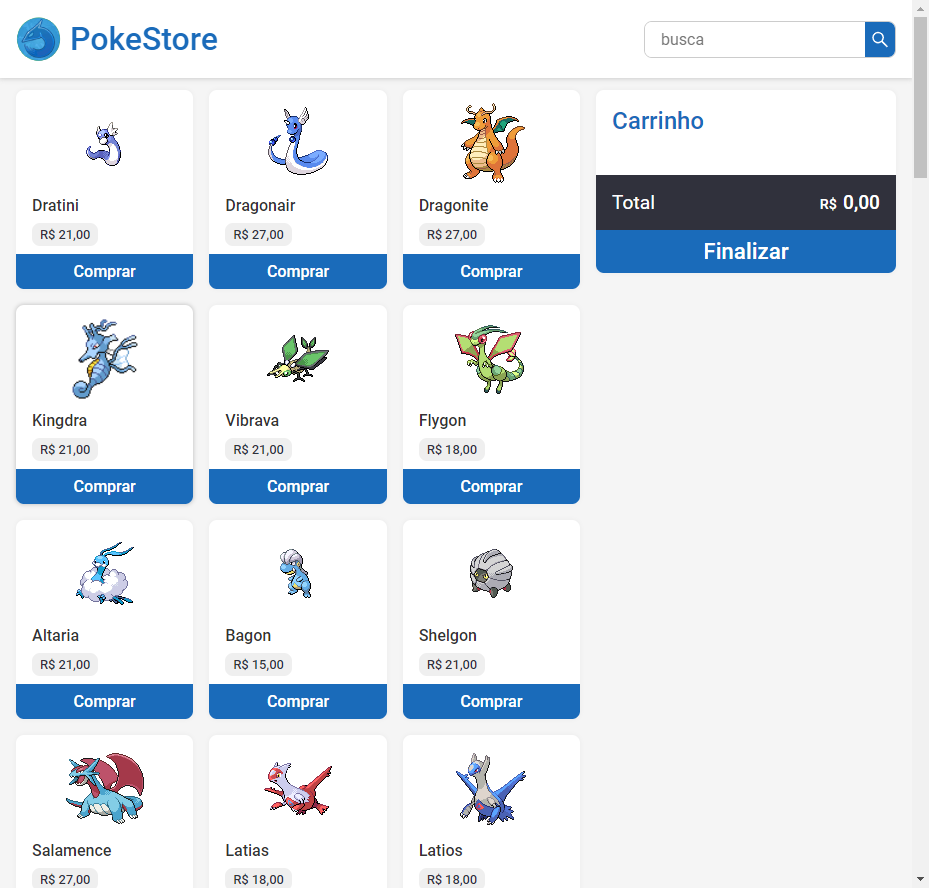 PokeStore
busca
Dratini
R$ 21,00
Comprar
Dragonair
R$ 27,00
Comprar
Dragonite
R$ 27,00
Comprar
Carrinho
Total R$ 0,00
Finalizar
Kingdra
R$ 21,00
Comprar
Vibrava
R$ 21,00
Comprar
Flygon
R$ 18,00
Comprar
Altaria
R$ 21,00
Comprar
Bagon
R$ 15,00
Comprar
Shelgon
R$ 21,00
Comprar
Salamence
R$ 27,00
Latias
R$ 18,00
Latios
R$ 18,00